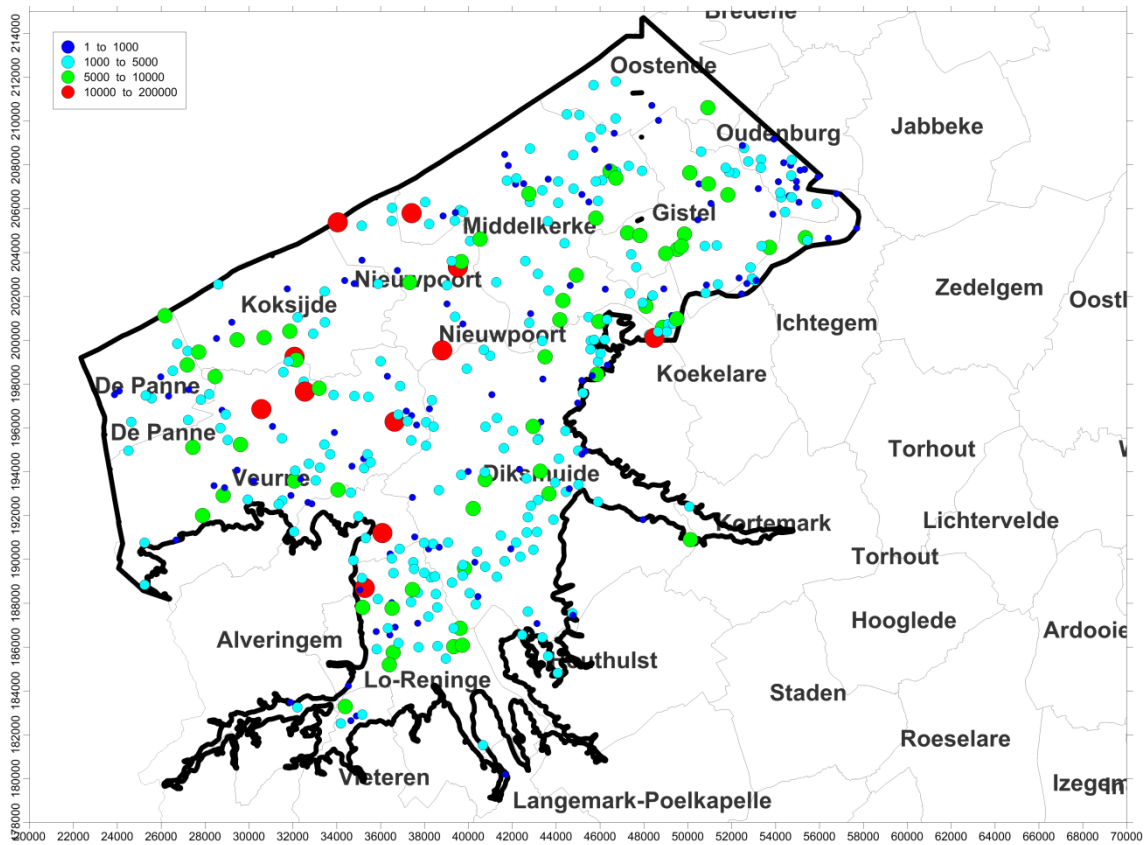 Bredene
1 to 1000
1000 to 5000
5000 to 10000
10000 to 200000
Oostende
Oudenburg
Jabbeke
Gistel
Middelkerke
Nieuwpoort
Koksijde
Zedelgem
Oostk
Ichtegem
Nieuwpoort
De Panne
Koekelare
De Panne
Torhout
Veurne
Diksmuide
Kortemark
Lichtervelde
Torhout
Hooglede
Ardooie
Alveringem
Houthulst
Lo-Reninge
Staden
Roeselare
Vleteren
Izegem
Langemark-Poelkapelle
214000
212000
210000
208000
206000
204000
202000
200000
198000
196000
194000
192000
190000
188000
186000
184000
182000
180000
178000
20000 22000 24000 26000 28000 30000 32000 34000 36000 38000 40000 42000 44000 46000 48000 50000 52000 54000 56000 58000 60000 62000 64000 66000 68000 70000